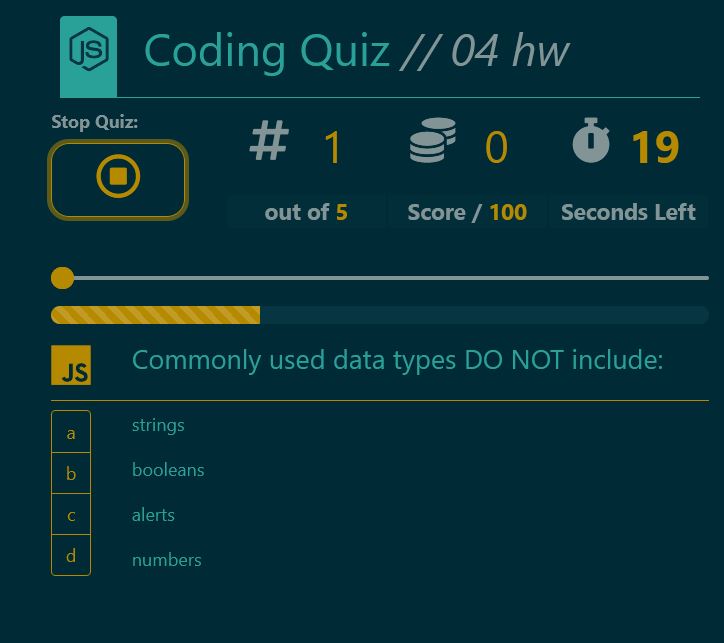 JS
Coding Quiz // 04 hw
Stop Quiz:
# 1 0 19
out of 5 Score / 100 Seconds Left
JS Commonly used data types DO NOT include:
a strings
b booleans
c alerts
d numbers